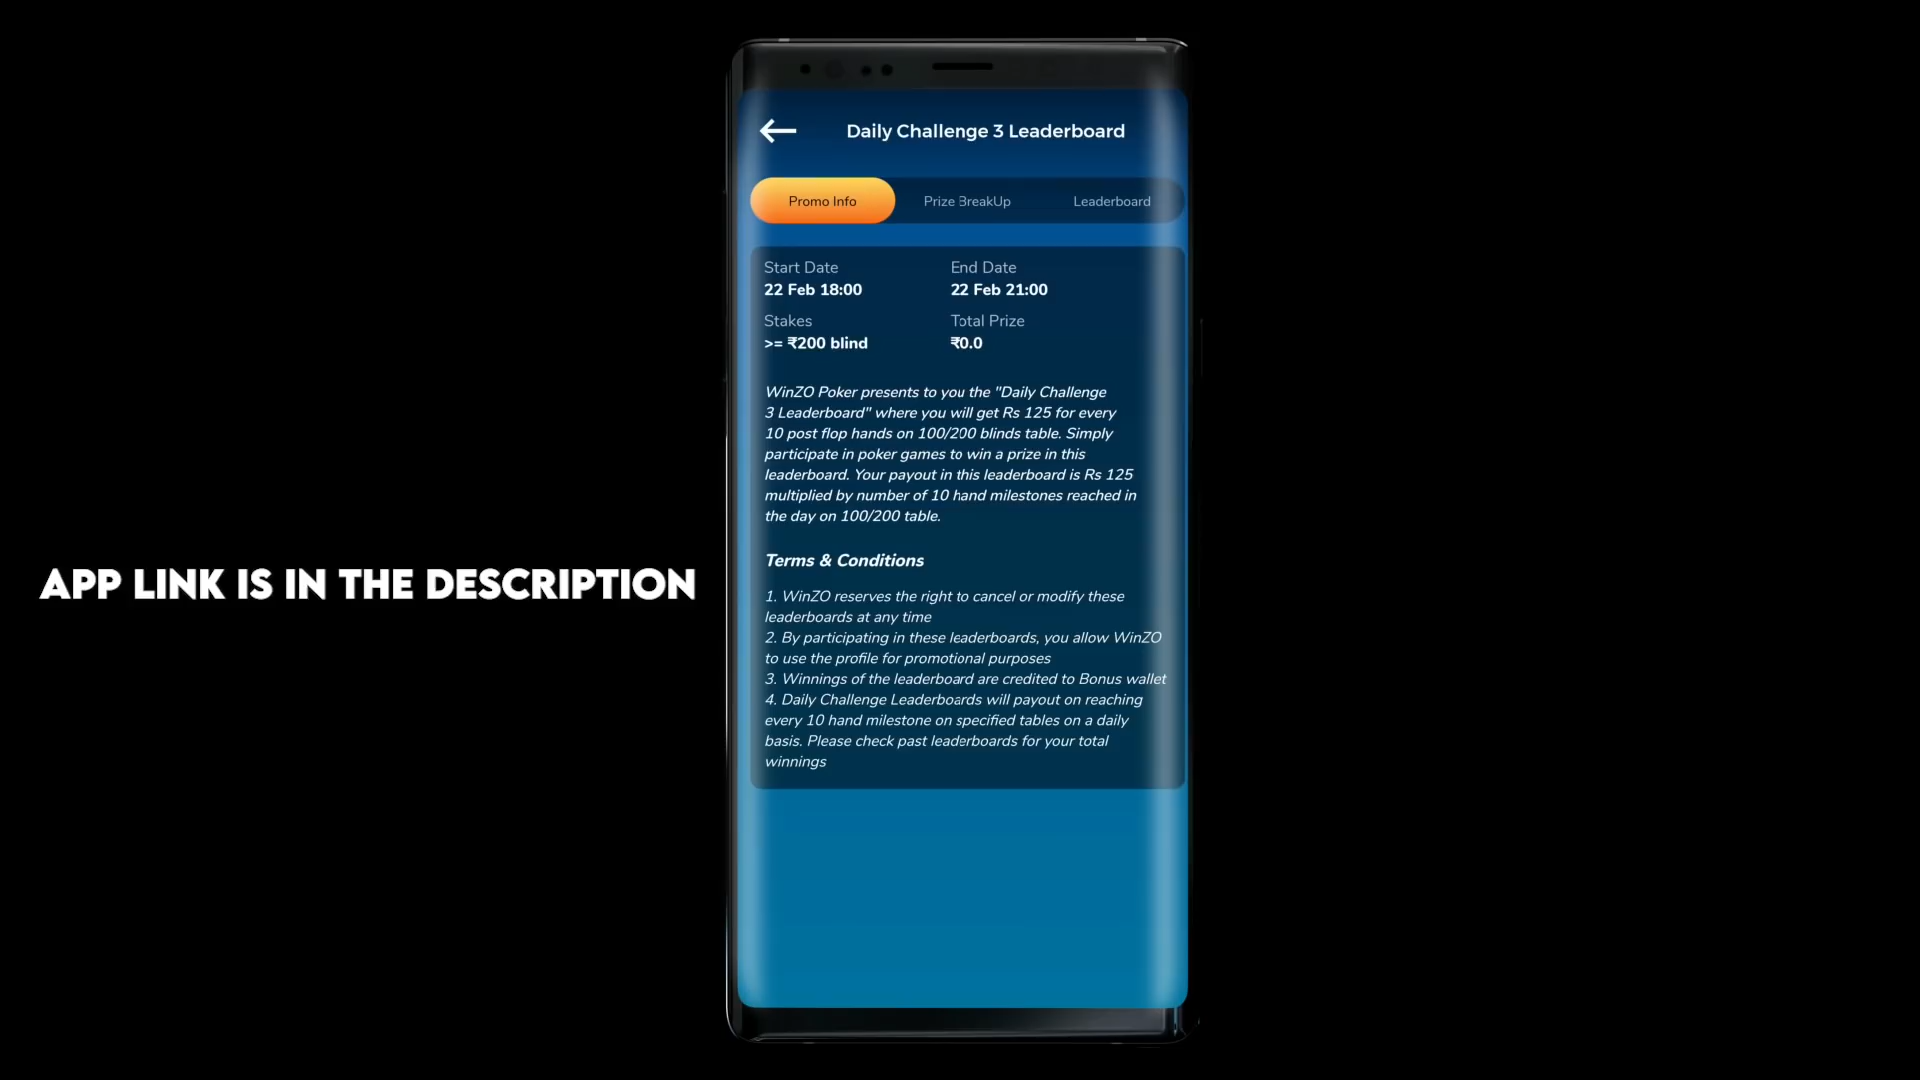 Daily Challenge 3 Leaderboard
Promo Info
Prize BreakUp
Leaderboard
Start Date
End Date
22 Feb 18:00
22 Feb 21:00
Stakes
Total Prize
>= ₹200 blind
₹0.0
WinZO Poker presents to you the "Daily Challenge
3 Leaderboard" where you will get Rs 125 for every
10 post flop hands on 100/200 blinds table. Simply
participate in poker games to win a prize in this
leaderboard. Your payout in this leaderboard is Rs 125
multiplied by number of 10 hand milestones reached in
the day on 100/200 table.
Terms & Conditions
1. WinZO reserves the right to cancel or modify these
leaderboards at any time
2. By participating in these leaderboards, you allow WinZO
to use the profile for promotional purposes
3. Winnings of the leaderboard are credited to Bonus wallet
4. Daily Challenge Leaderboards will payout on reaching
every 10 hand milestone on specified tables on a daily
basis. Please check past leaderboards for your total
winnings
APP LINK IS IN THE DESCRIPTION